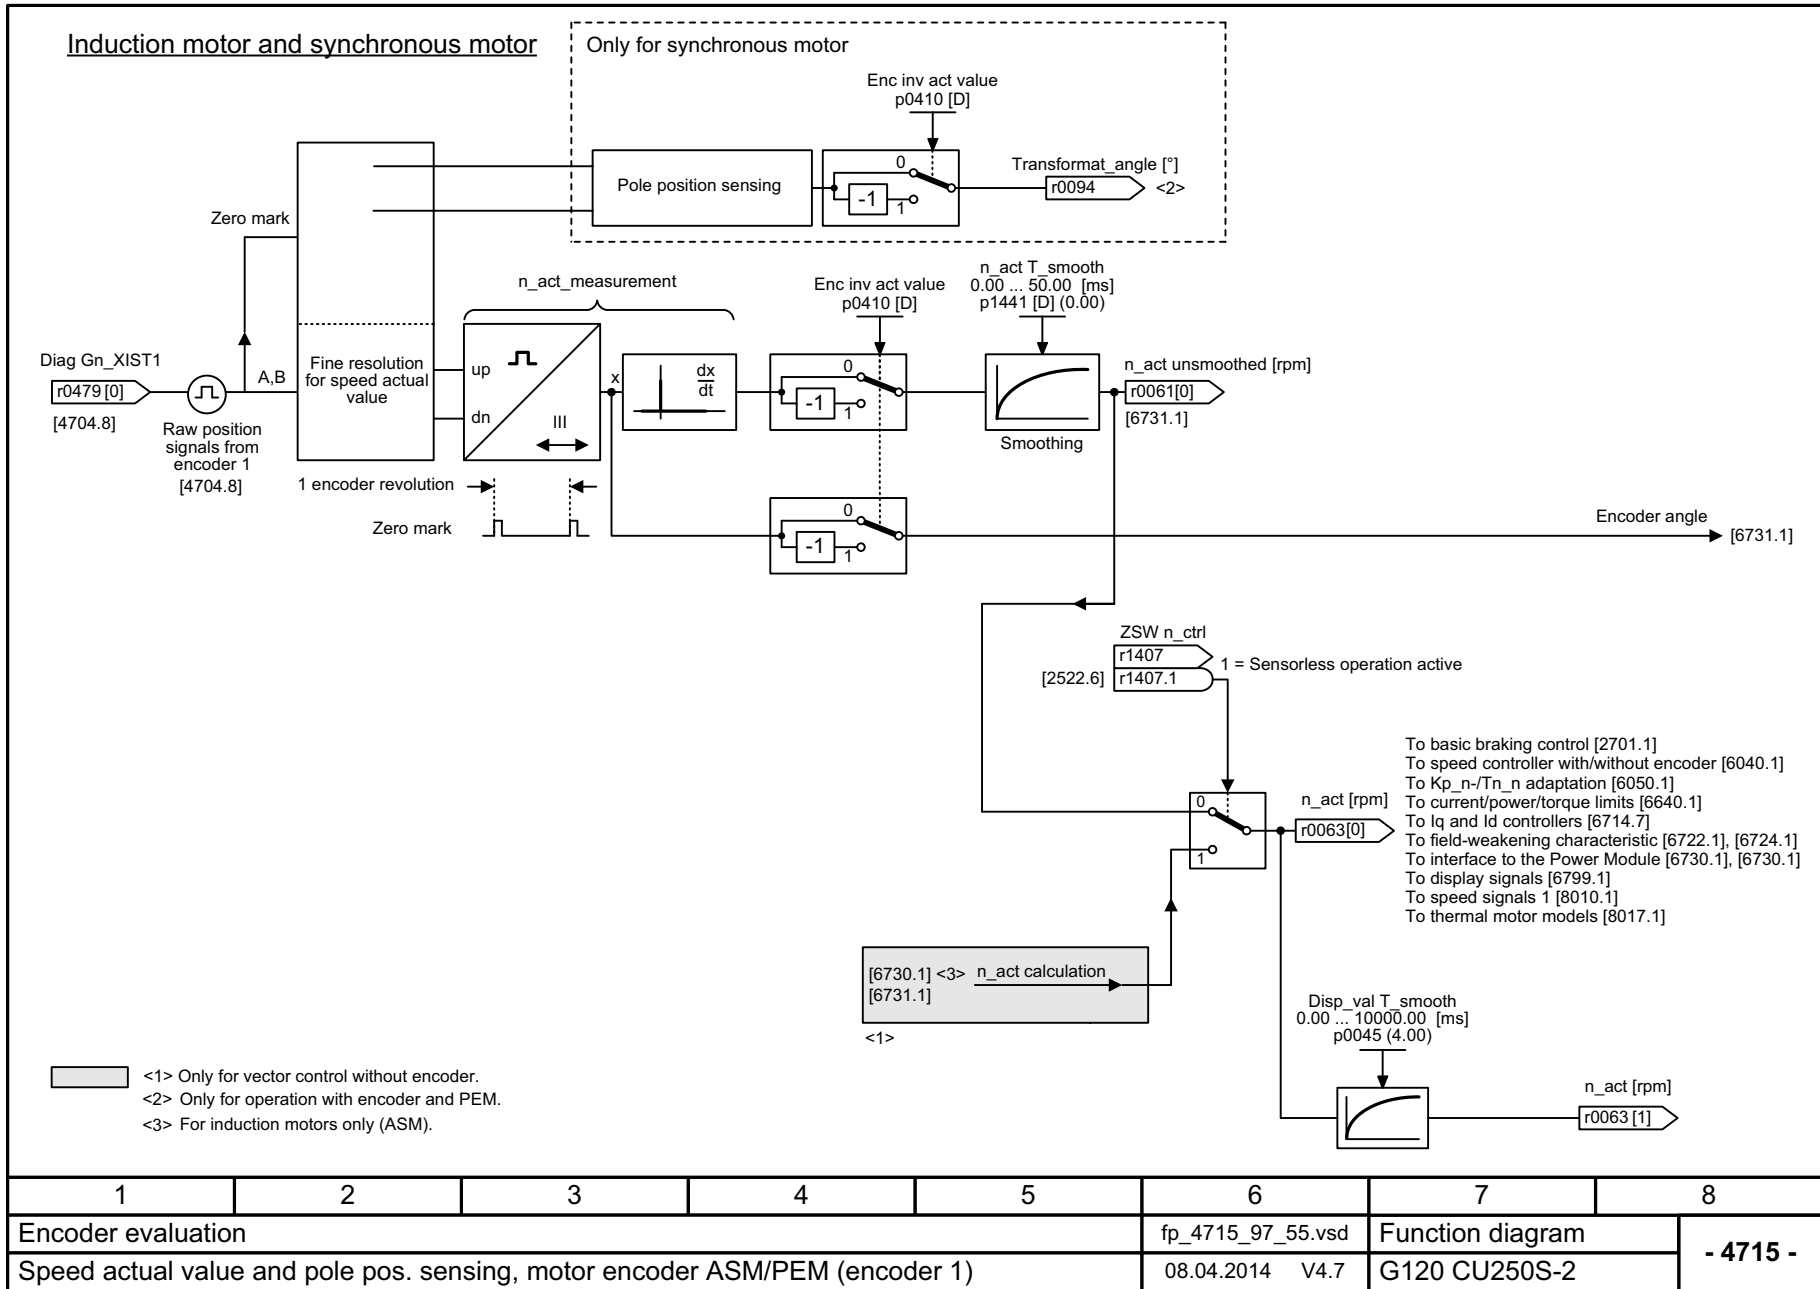 Induction motor and synchronous motor
Only for synchronous motor
Enc inv act value
p0410 [D]
0
-1
1
Pole position sensing
Transformat_angle [°]
r0094
<2>
Zero mark
n_act_measurement
Enc inv act value
p0410 [D]
n_act T_smooth
0.00 ... 50.00 [ms]
p1441 [D] (0.00)
Diag Gn_XIST1
r0479 [0]
[4704.8]
A,B
Raw position
signals from
encoder 1
[4704.8]
Fine resolution
for speed actual
value
up
dn
III
x
dx
dt
0
-1
1
Smoothing
n_act unsmoothed [rpm]
r0061[0]
[6731.1]
1 encoder revolution
Zero mark
0
-1
1
Encoder angle
[6731.1]
ZSW n_ctrl
r1407
[2522.6]
r1407.1
1 = Sensorless operation active
0
1
n_act [rpm]
r0063[0]
To basic braking control [2701.1]
To speed controller with/without encoder [6040.1]
To Kp_n-/Tn_n adaptation [6050.1]
To current/power/torque limits [6640.1]
To Iq and Id controllers [6714.7]
To field-weakening characteristic [6722.1], [6724.1]
To interface to the Power Module [6730.1], [6730.1]
To display signals [6799.1]
To speed signals 1 [8010.1]
To thermal motor models [8017.1]
[6730.1] <3> n_act calculation
[6731.1]
<1>
Disp_val T_smooth
0.00 ... 10000.00 [ms]
p0045 (4.00)
n_act [rpm]
r0063 [1]
<1> Only for vector control without encoder.
<2> Only for operation with encoder and PEM.
<3> For induction motors only (ASM).
1 2 3 4 5 6 7 8
Encoder evaluation
fp_4715_97_55.vsd
Function diagram
- 4715 -
Speed actual value and pole pos. sensing, motor encoder ASM/PEM (encoder 1)
08.04.2014 V4.7
G120 CU250S-2